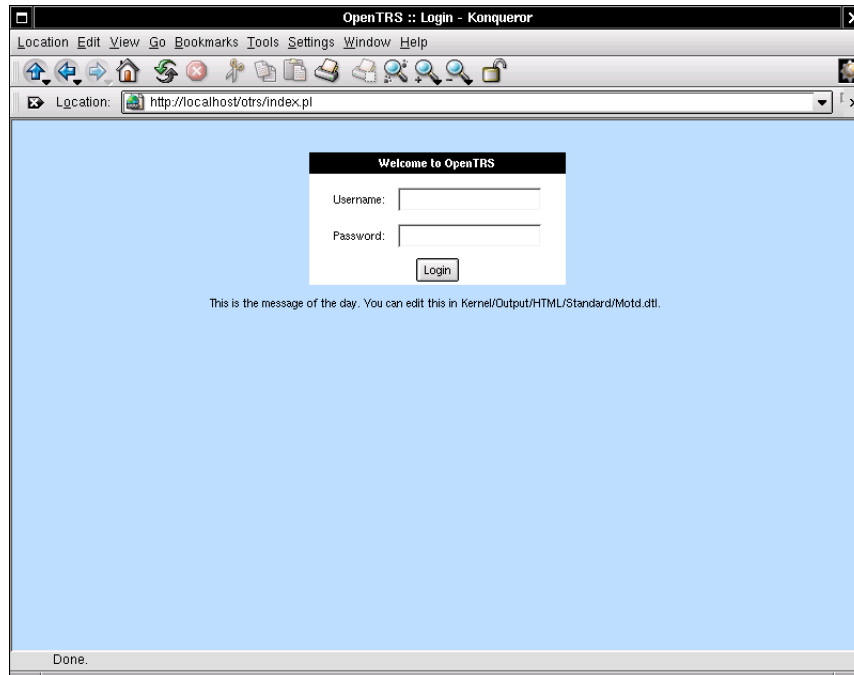 OpenTRS :: Login - Konqueror
Location Edit View Go Bookmarks Tools Settings Window Help
Location: http://localhost/otrs/index.pl
Welcome to OpenTRS
Username:
Password:
Login
This is the message of the day. You can edit this in Kernel/Output/HTML/Standard/Motd.dtl.
Done.